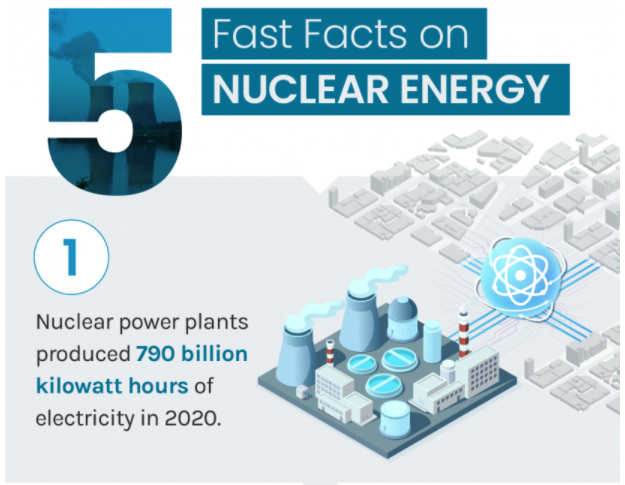 5
Fast Facts on
NUCLEAR ENERGY
1
Nuclear power plants
produced 790 billion
kilowatt hours of
electricity in 2020.